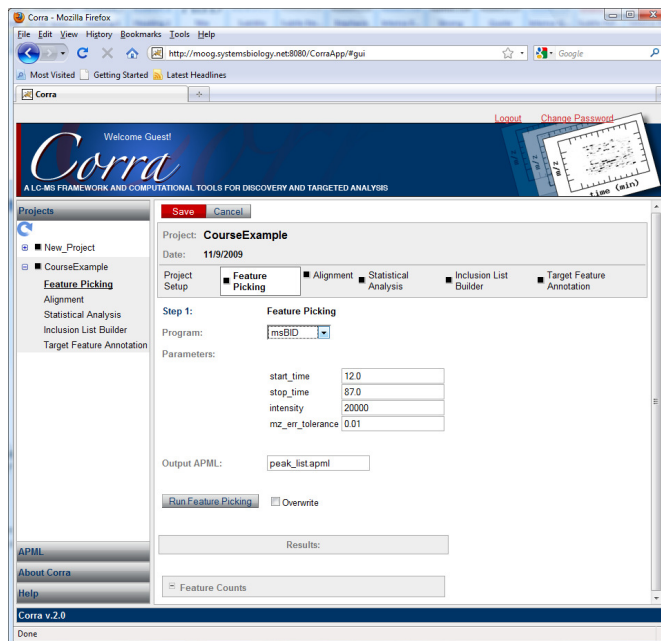 Corra - Mozilla Firefox
File Edit View History Bookmarks Tools Help
http://moog.systemsbiology.net:8080/CorraApp/#gui
Google
Most Visited Getting Started Latest Headlines
Corra
Logout Change Password
Welcome Guest!
Corra
A LC-MS FRAMEWORK AND COMPUTATIONAL TOOLS FOR DISCOVERY AND TARGETED ANALYSIS
m/z
m/z
time (min)
Projects
New_Project
CourseExample
Feature Picking
Alignment
Statistical Analysis
Inclusion List Builder
Target Feature Annotation
APML
About Corra
Help
Save Cancel
Project: CourseExample
Date: 11/9/2009
Project Setup
Feature Picking
Alignment
Statistical Analysis
Inclusion List Builder
Target Feature Annotation
Step 1: Feature Picking
Program: msBID
Parameters:
start_time 12.0
stop_time 87.0
intensity 20000
mz_err_tolerance 0.01
Output APML: peak_list.apml
Run Feature Picking Overwrite
Results:
Feature Counts
Corra v.2.0
Done